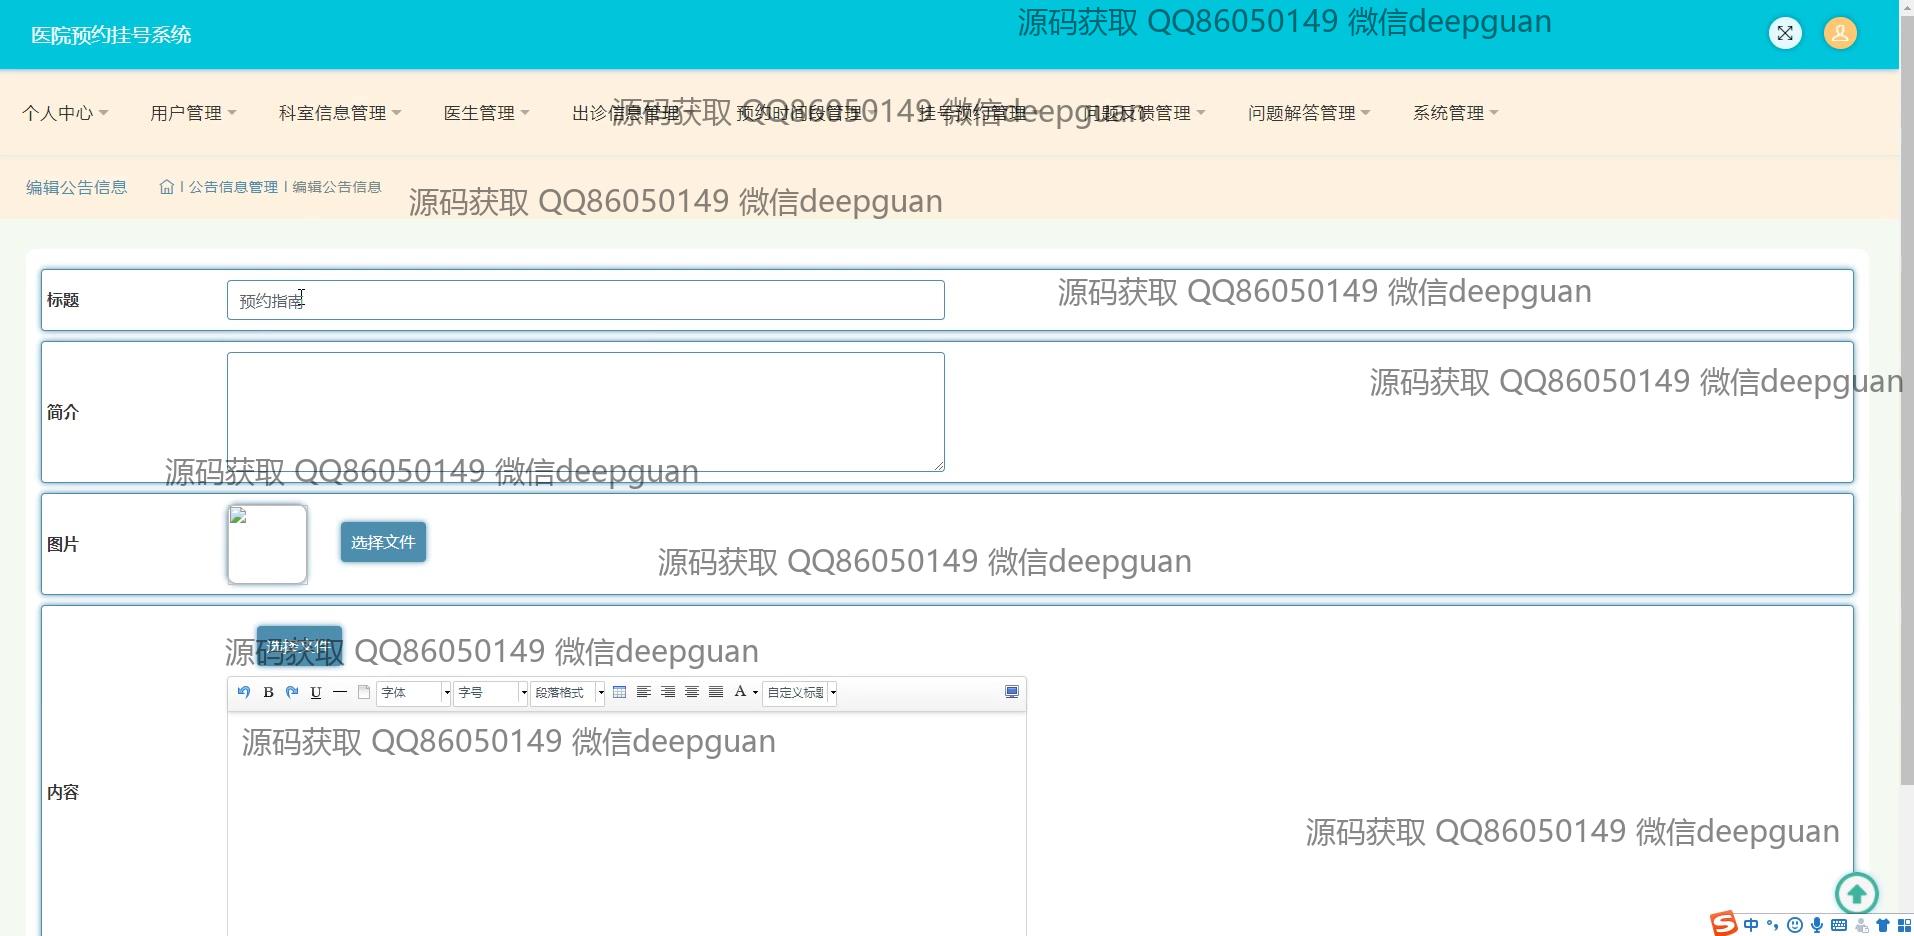 医院预约挂号系统
源码获取 QQ86050149 微信deepguan
个人中心 用户管理 科室信息管理 医生管理 出诊信息管理 预约时间段管理 挂号预约管理 问题反馈管理 问题解答管理 系统管理
源码获取 QQ86050149 微信deepguan
编辑公告信息 公告信息管理 编辑公告信息
源码获取 QQ86050149 微信deepguan
标题 预约指南
源码获取 QQ86050149 微信deepguan
源码获取 QQ86050149 微信deepguan
简介
源码获取 QQ86050149 微信deepguan
图片 选择文件
源码获取 QQ86050149 微信deepguan
选择文件
源码获取 QQ86050149 微信deepguan
B U 字体 字号 段落格式 A 自定义标题
源码获取 QQ86050149 微信deepguan
内容
源码获取 QQ86050149 微信deepguan
S 中